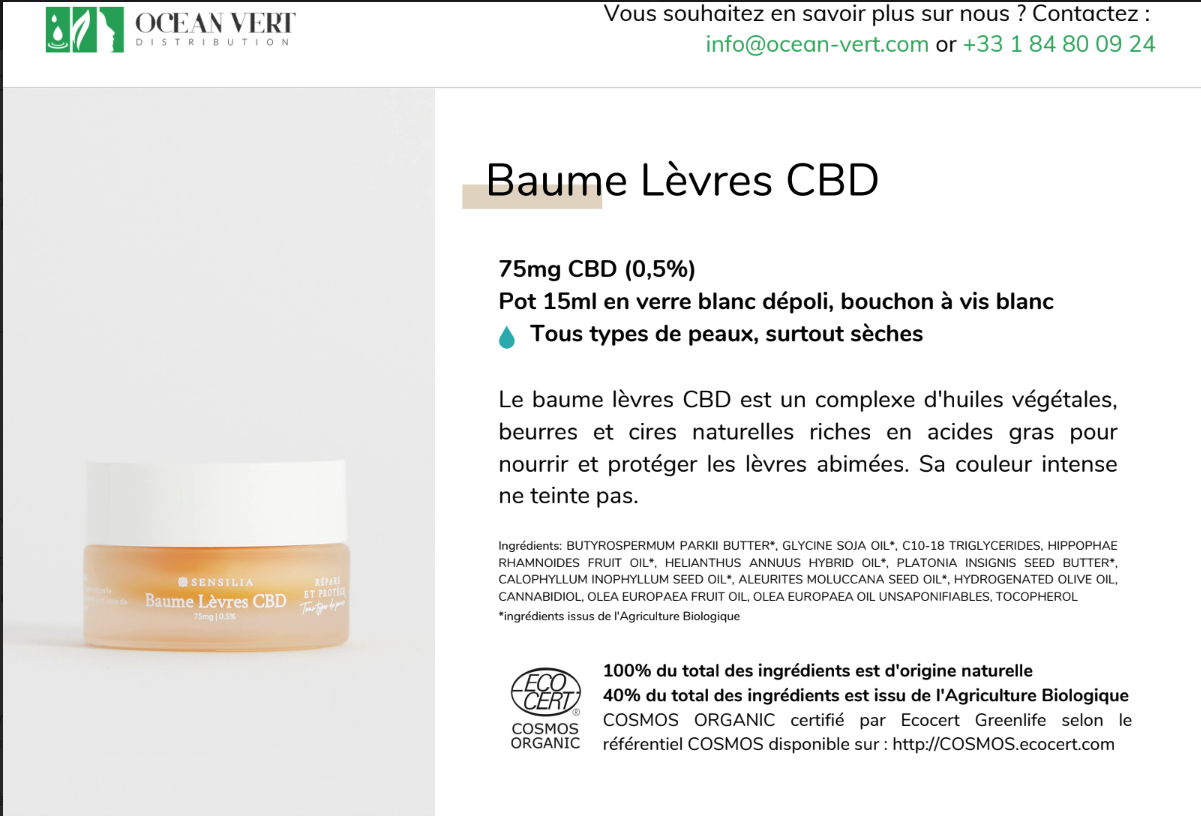 OCEAN VERT
DISTRIBUTION
Vous souhaitez en savoir plus sur nous ? Contactez :
info@ocean-vert.com or +33 1 84 80 09 24
Baume Lèvres CBD
75mg CBD (0,5%)
Pot 15ml en verre blanc dépoli, bouchon à vis blanc
Tous types de peaux, surtout sèches
Le baume lèvres CBD est un complexe d'huiles végétales,
beurres et cires naturelles riches en acides gras pour
nourrir et protéger les lèvres abimées. Sa couleur intense
ne teinte pas.
Ingrédients: BUTYROSPERMUM PARKII BUTTER*, GLYCINE SOJA OIL*, C10-18 TRIGLYCERIDES, HIPPOPHAE
RHAMNOIDES FRUIT OIL*, HELIANTHUS ANNUUS HYBRID OIL*, PLATONIA INSIGNIS SEED BUTTER*,
CALOPHYLLUM INOPHYLLUM SEED OIL*, ALEURITES MOLUCCANA SEED OIL*, HYDROGENATED OLIVE OIL,
CANNABIDIOL, OLEA EUROPAEA FRUIT OIL, OLEA EUROPAEA OIL UNSAPONIFIABLES, TOCOPHEROL
*ingrédients issus de l'Agriculture Biologique
SENSILIA
Baume Lèvres CBD
75mg | 0.5%
RÉPARE
ET PROTÈGE
Tous types de peaux
ECO
CERT
®
COSMOS
ORGANIC
100% du total des ingrédients est d'origine naturelle
40% du total des ingrédients est issu de l'Agriculture Biologique
COSMOS ORGANIC certifié par Ecocert Greenlife selon le
référentiel COSMOS disponible sur : http://COSMOS.ecocert.com